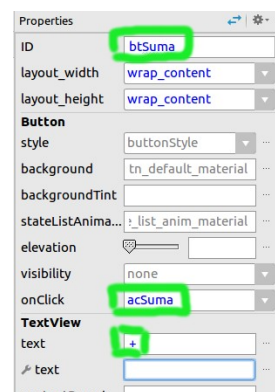 Properties
ID btSuma
layout_width wrap_content
layout_height wrap_content
Button
style buttonStyle
background tn_default_material
backgroundTint
stateListAnima... :_list_anim_material
elevation
visibility none
onClick acSuma
TextView
text +
text